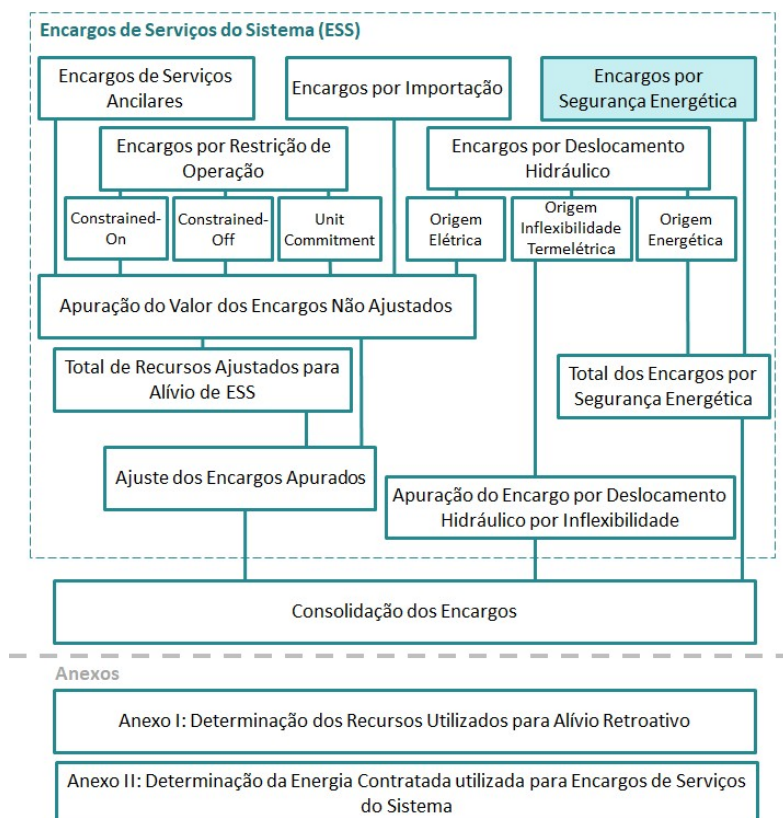 Encargos de Serviços do Sistema (ESS)
Encargos de Serviços
Ancilares
Encargos por Importação
Encargos por
Segurança Energética
Encargos por Restrição de
Operação
Encargos por Deslocamento
Hidráulico
Constrained-
On
Constrained-
Off
Unit
Commitment
Origem
Elétrica
Origem
Inflexibilidade
Termelétrica
Origem
Energética
Apuração do Valor dos Encargos Não Ajustados
Total de Recursos Ajustados para
Alívio de ESS
Total dos Encargos por
Segurança Energética
Ajuste dos Encargos Apurados
Apuração do Encargo por Deslocamento
Hidráulico por Inflexibilidade
Consolidação dos Encargos
Anexos
Anexo I: Determinação dos Recursos Utilizados para Alívio Retroativo
Anexo II: Determinação da Energia Contratada utilizada para Encargos de Serviços
do Sistema